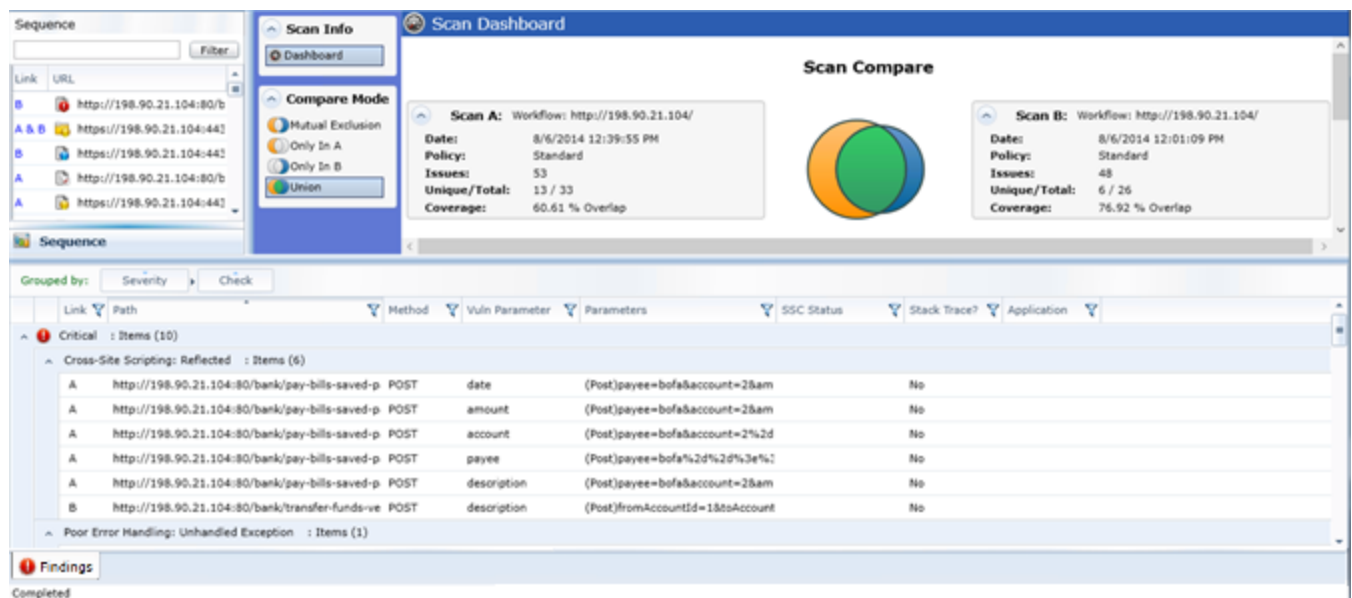 Sequence
Filter
Link URL
B http://198.90.21.104:80/b
A & B https://198.90.21.104:443
B https://198.90.21.104:443
A http://198.90.21.104:80/b
A https://198.90.21.104:443
Sequence
Scan Info
Dashboard
Compare Mode
Mutual Exclusion
Only In A
Only In B
Union
Scan Dashboard
Scan Compare
Scan A: Workflow: http://198.90.21.104/
Date: 8/6/2014 12:39:55 PM
Policy: Standard
Issues: 53
Unique/Total: 13 / 33
Coverage: 60.61 % Overlap
Scan B: Workflow: http://198.90.21.104/
Date: 8/6/2014 12:01:09 PM
Policy: Standard
Issues: 48
Unique/Total: 6 / 26
Coverage: 76.92 % Overlap
Grouped by: Severity Check
Link Path Method Vuln Parameter Parameters SSC Status Stack Trace? Application
Critical : Items (10)
Cross-Site Scripting: Reflected : Items (6)
A http://198.90.21.104:80/bank/pay-bills-saved-p POST date (Post)payee=bofa&account=2&am No
A http://198.90.21.104:80/bank/pay-bills-saved-p POST amount (Post)payee=bofa&account=2&am No
A http://198.90.21.104:80/bank/pay-bills-saved-p POST account (Post)payee=bofa&account=2%2d No
A http://198.90.21.104:80/bank/pay-bills-saved-p POST payee (Post)payee=bofa%2d%2d%3e%3 No
A http://198.90.21.104:80/bank/pay-bills-saved-p POST description (Post)payee=bofa&account=2&am No
B http://198.90.21.104:80/bank/transfer-funds-ve POST description (Post)fromAccountId=1&toAccount No
Poor Error Handling: Unhandled Exception : Items (1)
Findings
Completed